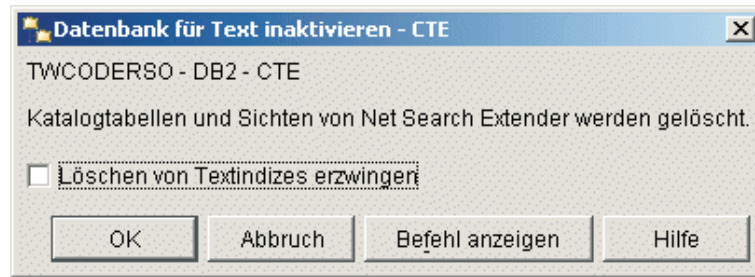 Datenbank für Text inaktivieren - CTE
TWCODERSO - DB2 - CTE
Katalogtabellen und Sichten von Net Search Extender werden gelöscht.
Löschen von Textindizes erzwingen
OK Abbruch Befehl anzeigen Hilfe